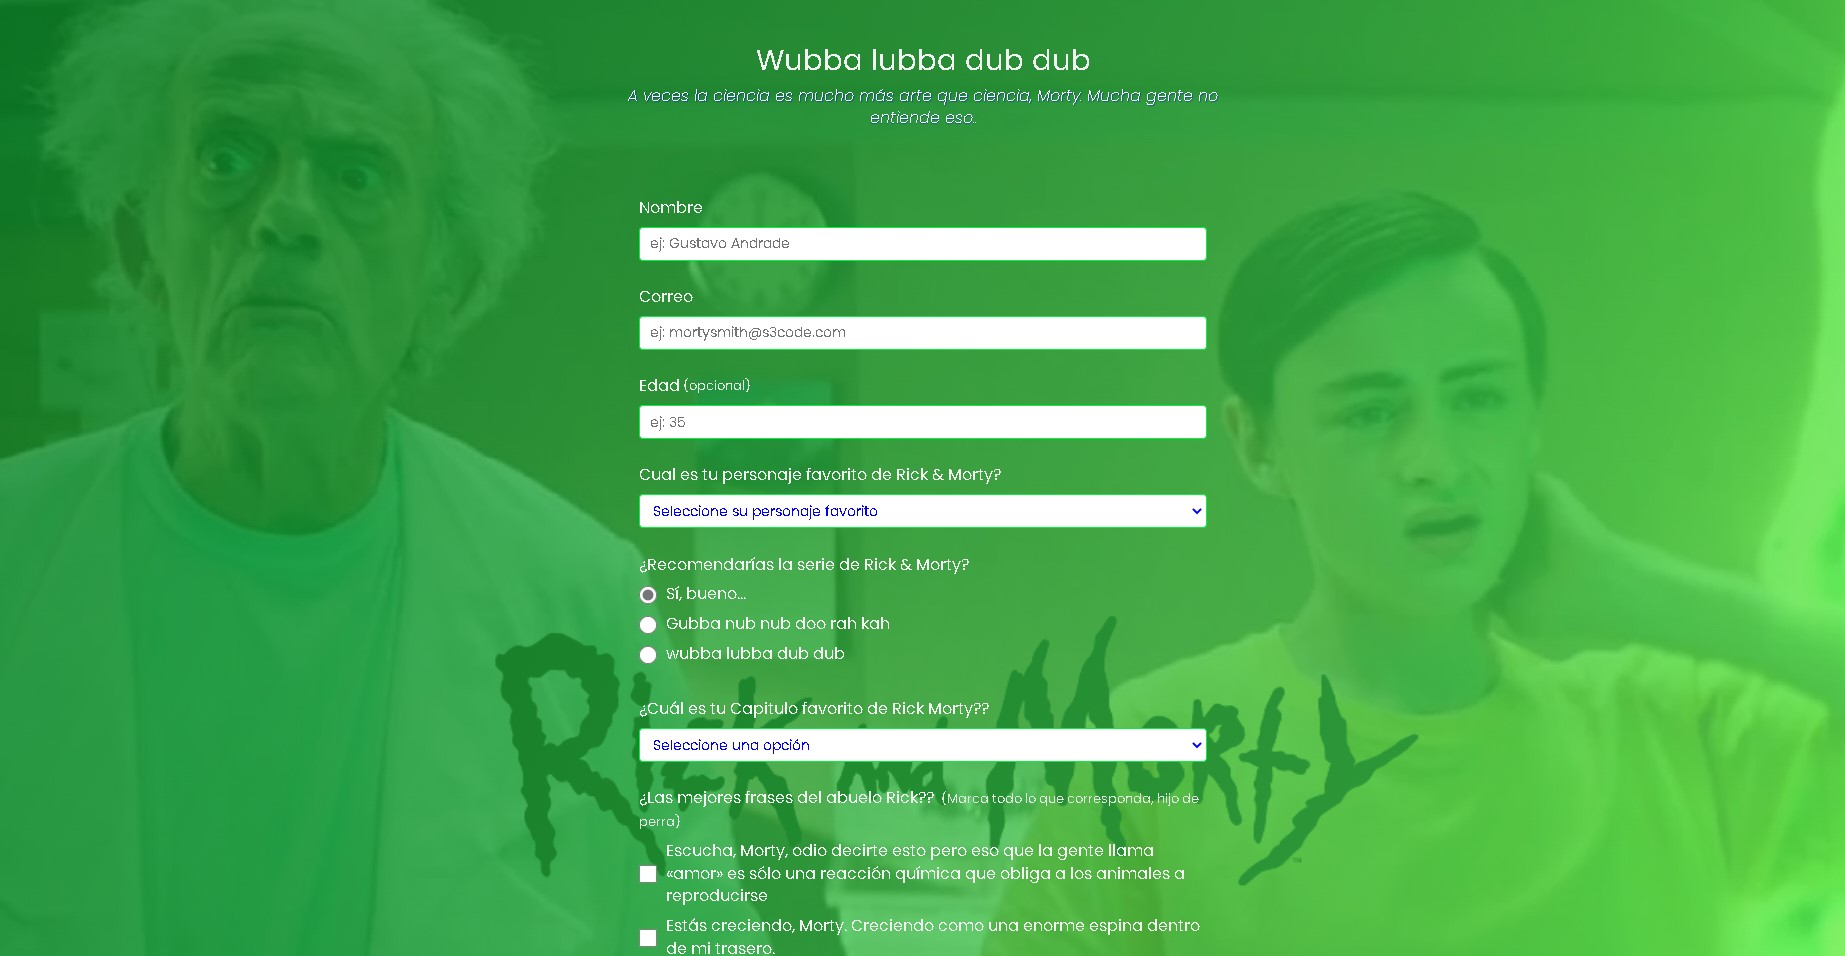 Wubba lubba dub dub
A veces la ciencia es mucho más arte que ciencia, Morty. Mucha gente no
entiende eso..
Nombre
ej: Gustavo Andrade
Correo
ej: mortysmith@s3code.com
Edad (opcional)
ej: 35
Cual es tu personaje favorito de Rick & Morty?
Seleccione su personaje favorito
¿Recomendarías la serie de Rick & Morty?
Sí, bueno...
Gubba nub nub doo rah kah
wubba lubba dub dub
Rick and Morty ™
¿Cuál es tu Capitulo favorito de Rick Morty??
Seleccione una opción
¿Las mejores frases del abuelo Rick?? (Marca todo lo que corresponda, hijo de
perra)
Escucha, Morty, odio decirte esto pero eso que la gente llama
«amor» es sólo una reacción química que obliga a los animales a
reproducirse
Estás creciendo, Morty. Creciendo como una enorme espina dentro
de mi trasero.